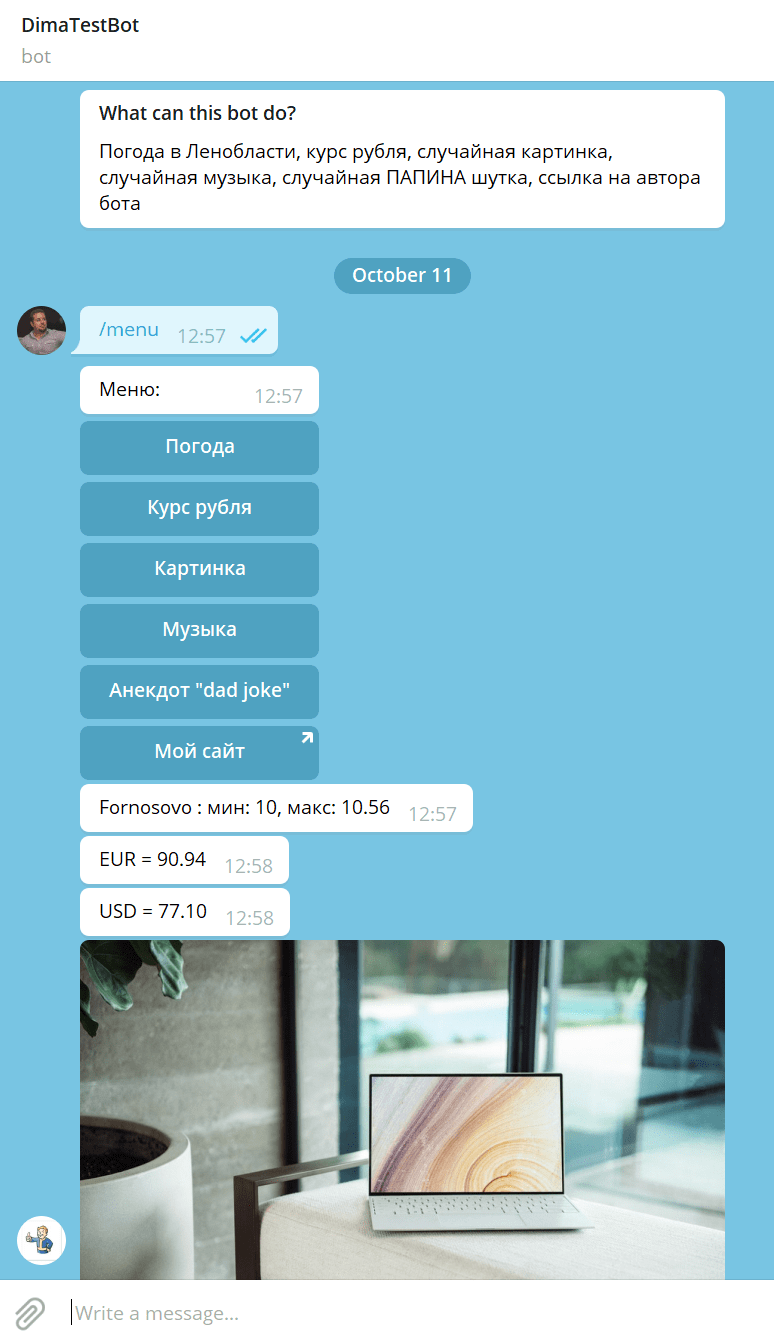 DimaTestBot
bot
What can this bot do?
Погода в Ленобласти, курс рубля, случайная картинка,
случайная музыка, случайная ПАПИНА шутка, ссылка на автора
бота
October 11
/menu 12:57
Меню: 12:57
Погода
Курс рубля
Картинка
Музыка
Анекдот "dad joke"
Мой сайт
Fornosovo : мин: 10, макс: 10.56 12:57
EUR = 90.94 12:58
USD = 77.10 12:58
Write a message...